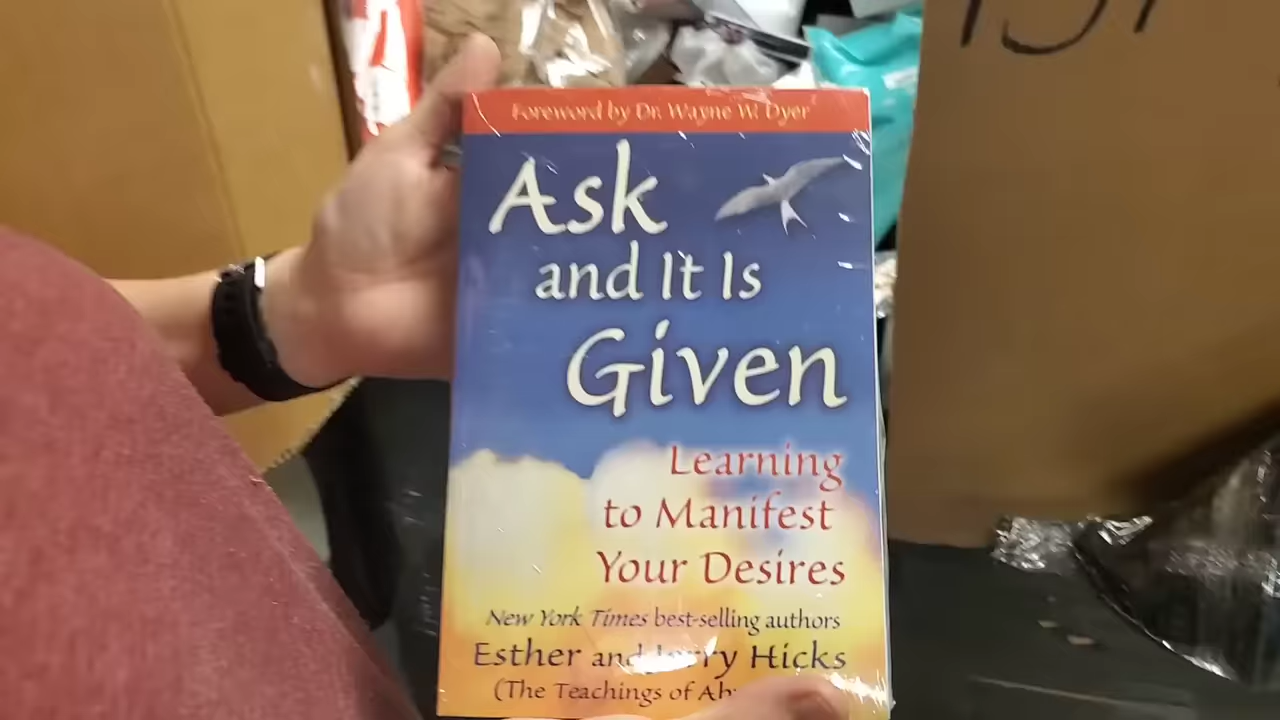 Foreword by Dr. Wayne W. Dyer
Ask
and It Is
Given
Learning
to Manifest
Your Desires
New York Times best-selling authors
Esther and Jerry Hicks
(The Teachings of